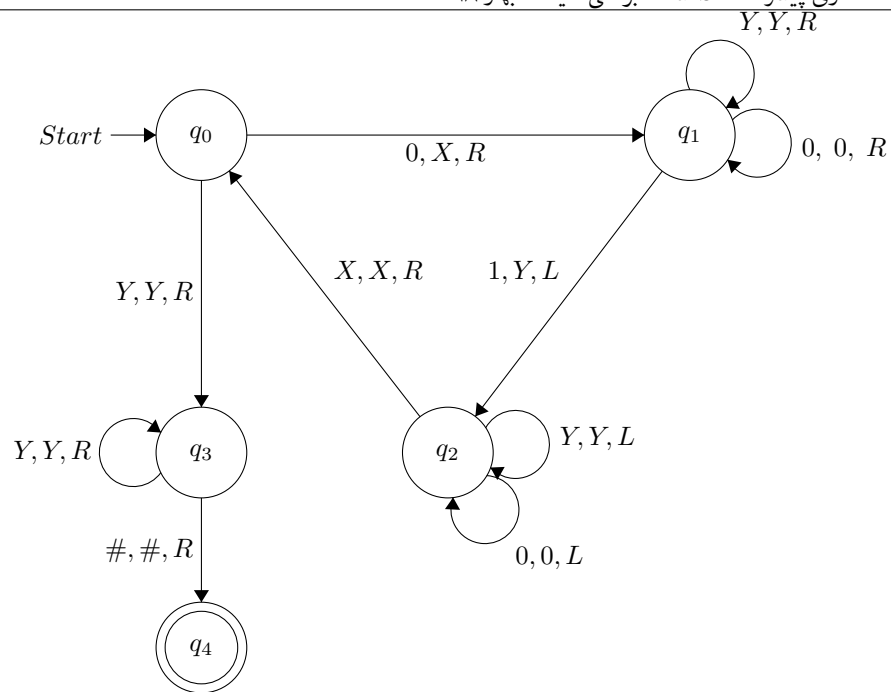 Y, Y, R
Start
q0
q1
0, X, R
0, 0, R
X, X, R
1, Y, L
Y, Y, R
Y, Y, R
q3
q2
Y, Y, L
#, #, R
0, 0, L
q4